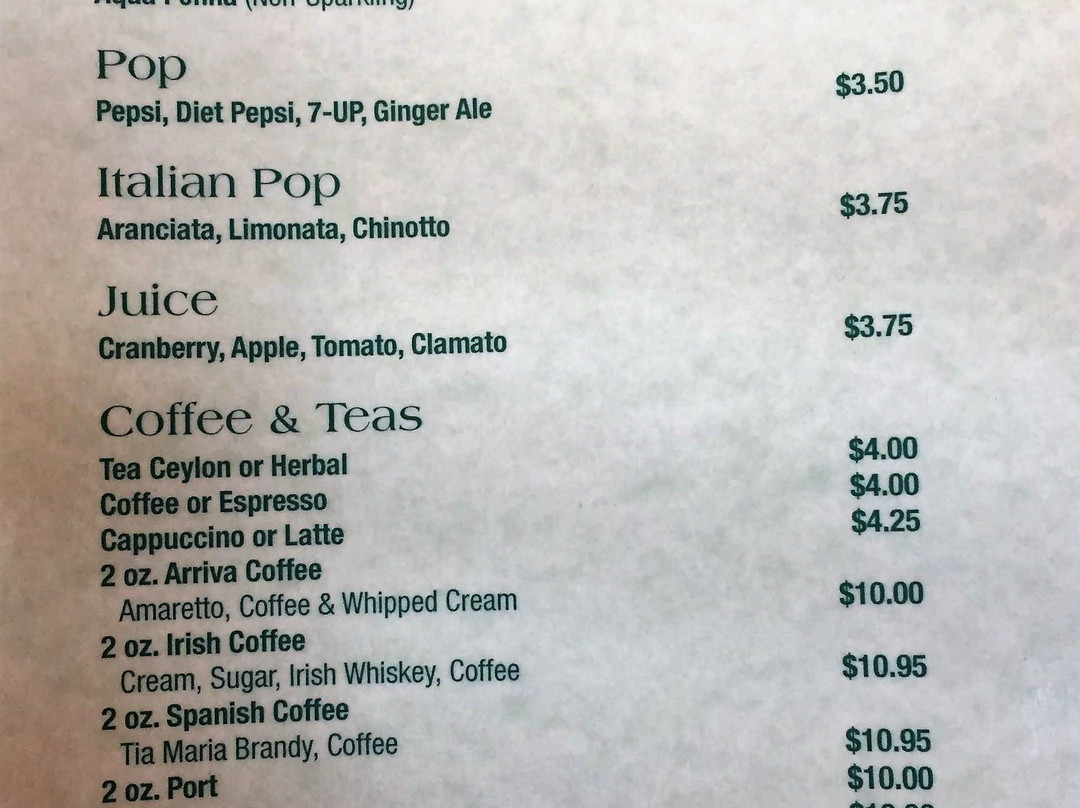 (Non-Sparkling)
Pop
$3.50
Pepsi, Diet Pepsi, 7-UP, Ginger Ale
Italian Pop
$3.75
Aranciata, Limonata, Chinotto
Juice
$3.75
Cranberry, Apple, Tomato, Clamato
Coffee & Teas
Tea Ceylon or Herbal $4.00
Coffee or Espresso $4.00
Cappuccino or Latte $4.25
2 oz. Arriva Coffee
Amaretto, Coffee & Whipped Cream $10.00
2 oz. Irish Coffee
Cream, Sugar, Irish Whiskey, Coffee $10.95
2 oz. Spanish Coffee
Tia Maria Brandy, Coffee $10.95
2 oz. Port $10.00